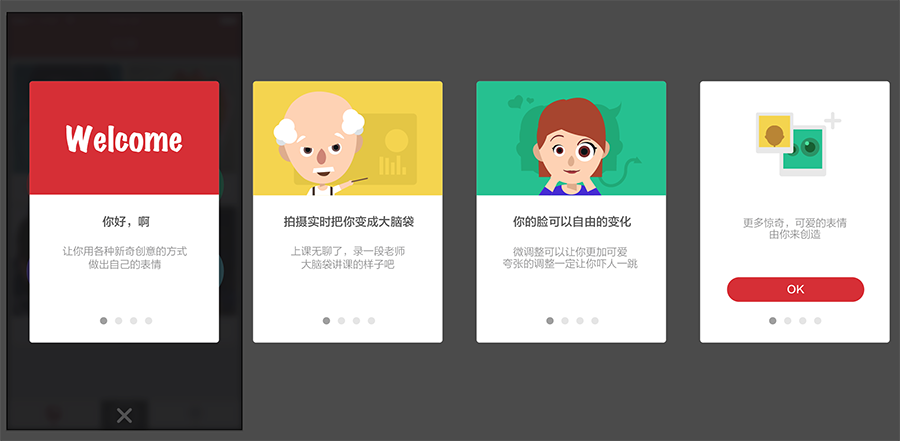 Welcome
你好，啊
让你用各种新奇创意的方式
做出自己的表情
拍摄实时把你变成大脑袋
上课无聊了，录一段老师
大脑袋讲课的样子吧
你的脸可以自由的变化
微调整可以让你更加可爱
夸张的调整一定让你吓人一跳
更多惊奇，可爱的表情
由你来创造
OK